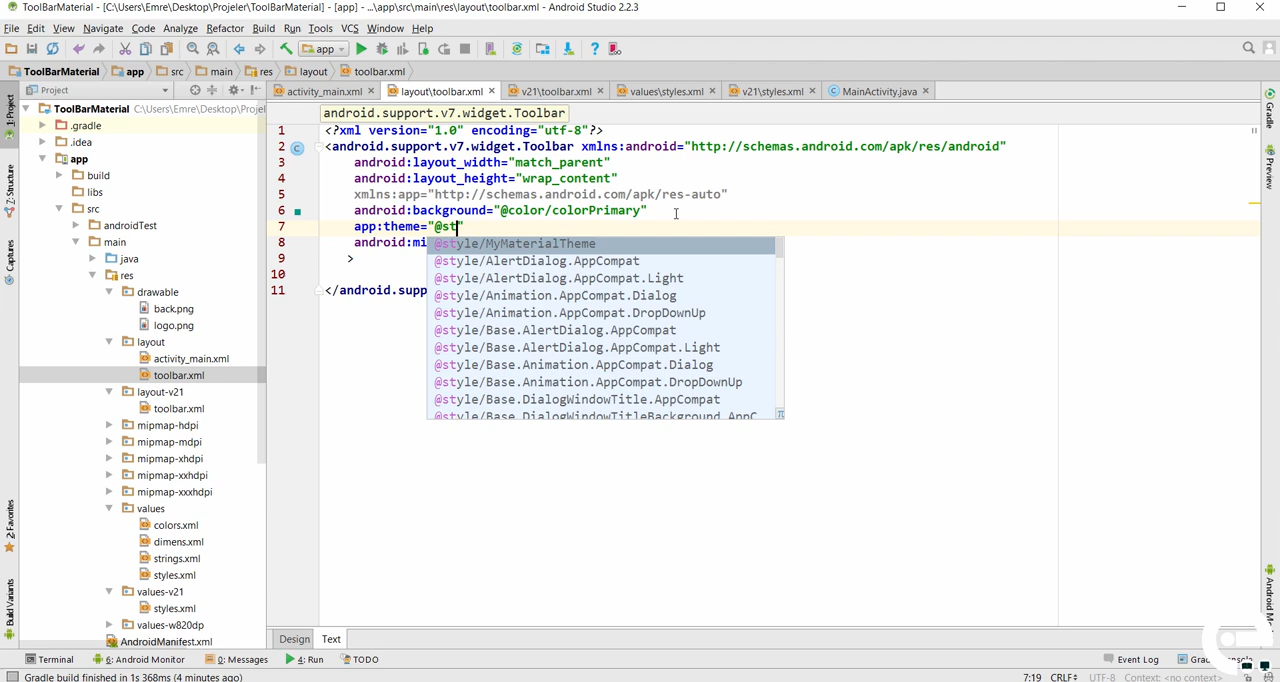 ToolBarMaterial - [C:\Users\Emre\Desktop\Projeler\ToolBarMaterial] - [app] - ...\app\src\main\res\layout\toolbar.xml - Android Studio 2.2.3
File Edit View Navigate Code Analyze Refactor Build Run Tools VCS Window Help
app
ToolBarMaterial app src main res layout toolbar.xml
Project
activity_main.xml layout\toolbar.xml v21\toolbar.xml values\styles.xml v21\styles.xml MainActivity.java
android.support.v7.widget.Toolbar
ToolBarMaterial C:\Users\Emre\Desktop\Projel
.gradle
.idea
app
build
libs
src
androidTest
main
java
res
drawable
back.png
logo.png
layout
activity_main.xml
toolbar.xml
layout-v21
toolbar.xml
mipmap-hdpi
mipmap-mdpi
mipmap-xhdpi
mipmap-xxhdpi
mipmap-xxxhdpi
values
colors.xml
dimens.xml
strings.xml
styles.xml
values-v21
styles.xml
values-w820dp
AndroidManifest.xml
1 <?xml version="1.0" encoding="utf-8"?>
2 <android.support.v7.widget.Toolbar xmlns:android="http://schemas.android.com/apk/res/android"
3 android:layout_width="match_parent"
4 android:layout_height="wrap_content"
5 xmlns:app="http://schemas.android.com/apk/res-auto"
6 android:background="@color/colorPrimary"
7 app:theme="@st"
8 android:mi
9 >
10
11 </android.supp
@style/MyMaterialTheme
@style/AlertDialog.AppCompat
@style/AlertDialog.AppCompat.Light
@style/Animation.AppCompat.Dialog
@style/Animation.AppCompat.DropDownUp
@style/Base.AlertDialog.AppCompat
@style/Base.AlertDialog.AppCompat.Light
@style/Base.Animation.AppCompat.Dialog
@style/Base.Animation.AppCompat.DropDownUp
@style/Base.DialogWindowTitle.AppCompat
@style/Base.DialogWindowTitleBackground.AppC
1: Project
7: Structure
Captures
2: Favorites
Build Variants
Gradle
Preview
Design Text
Terminal 6: Android Monitor 0: Messages 4: Run TODO Event Log
Gradle build finished in 1s 368ms (4 minutes ago) 7:19 CRLF UTF-8 Context: <no context>